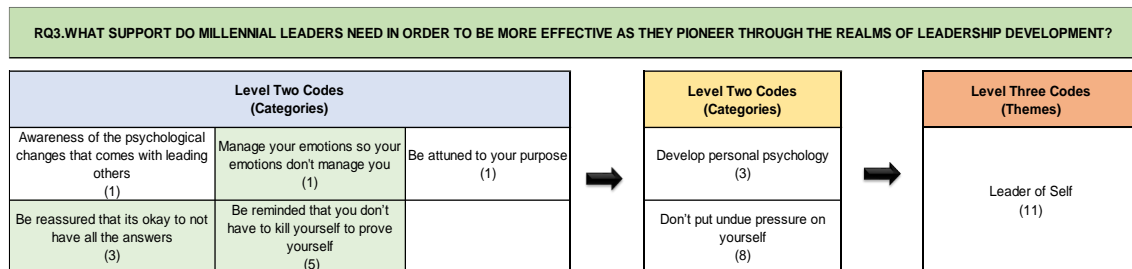 RQ3.WHAT SUPPORT DO MILLENNIAL LEADERS NEED IN ORDER TO BE MORE EFFECTIVE AS THEY PIONEER THROUGH THE REALMS OF LEADERSHIP DEVELOPMENT?
Level Two Codes
(Categories)
Awareness of the psychological
changes that comes with leading
others
(1)
Manage your emotions so your
emotions don't manage you
(1)
Be attuned to your purpose
(1)
Be reassured that its okay to not
have all the answers
(3)
Be reminded that you don't
have to kill yourself to prove
yourself
(5)
Level Two Codes
(Categories)
Develop personal psychology
(3)
Don't put undue pressure on
yourself
(8)
Level Three Codes
(Themes)
Leader of Self
(11)